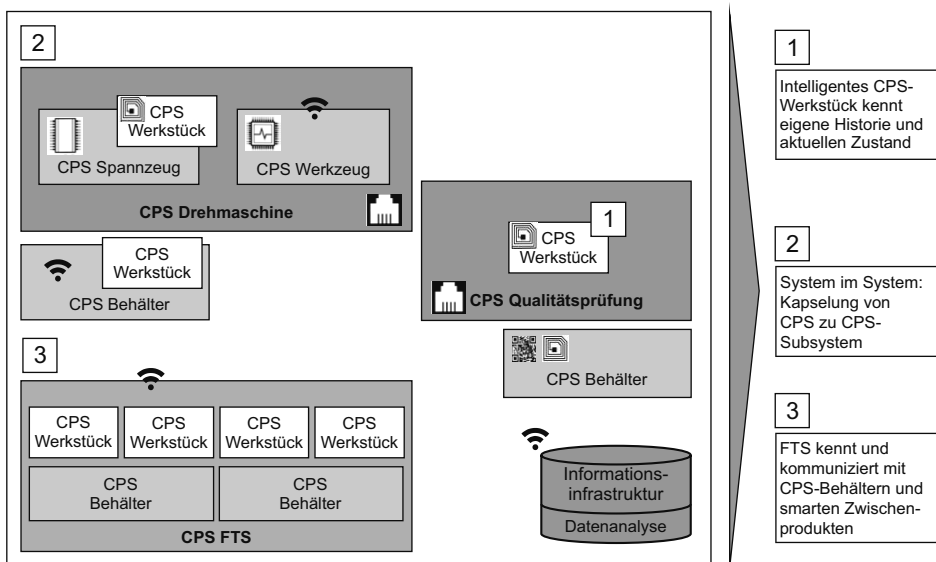 2
CPS
Werkstück
CPS Spannzeug
CPS Werkzeug
CPS Drehmaschine
CPS
Werkstück
CPS Behälter
1
CPS
Werkstück
CPS Qualitätsprüfung
CPS Behälter
3
CPS
Werkstück
CPS
Werkstück
CPS
Werkstück
CPS
Werkstück
CPS
Behälter
CPS
Behälter
CPS FTS
Informations-
infrastruktur
Datenanalyse
1
Intelligentes CPS-
Werkstück kennt
eigene Historie und
aktuellen Zustand
2
System im System:
Kapselung von
CPS zu CPS-
Subsystem
3
FTS kennt und
kommuniziert mit
CPS-Behältern und
smarten Zwischen-
produkten